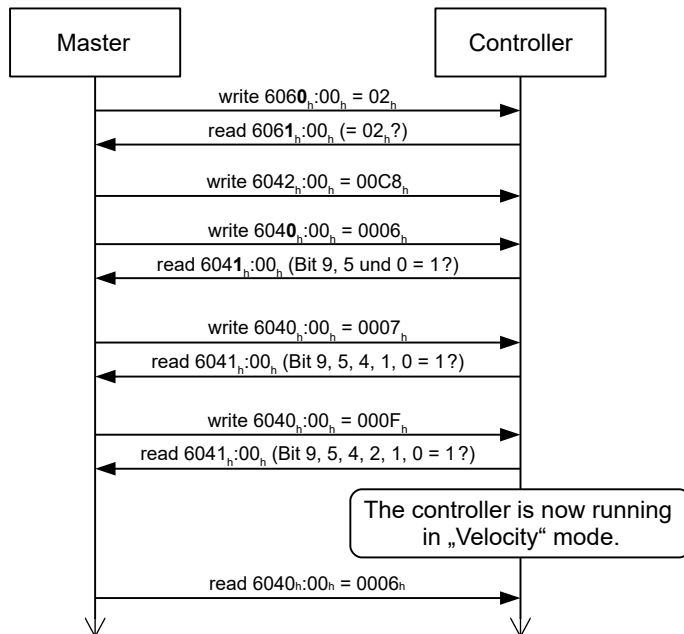 Master
Controller
write 6060ₕ:00ₕ = 02ₕ
read 6061ₕ:00ₕ (= 02ₕ?)
write 6042ₕ:00ₕ = 00C8ₕ
write 6040ₕ:00ₕ = 0006ₕ
read 6041ₕ:00ₕ (Bit 9, 5 und 0 = 1?)
write 6040ₕ:00ₕ = 0007ₕ
read 6041ₕ:00ₕ (Bit 9, 5, 4, 1, 0 = 1?)
write 6040ₕ:00ₕ = 000Fₕ
read 6041ₕ:00ₕ (Bit 9, 5, 4, 2, 1, 0 = 1?)
The controller is now running
in „Velocity“ mode.
read 6040ₕ:00ₕ = 0006ₕ